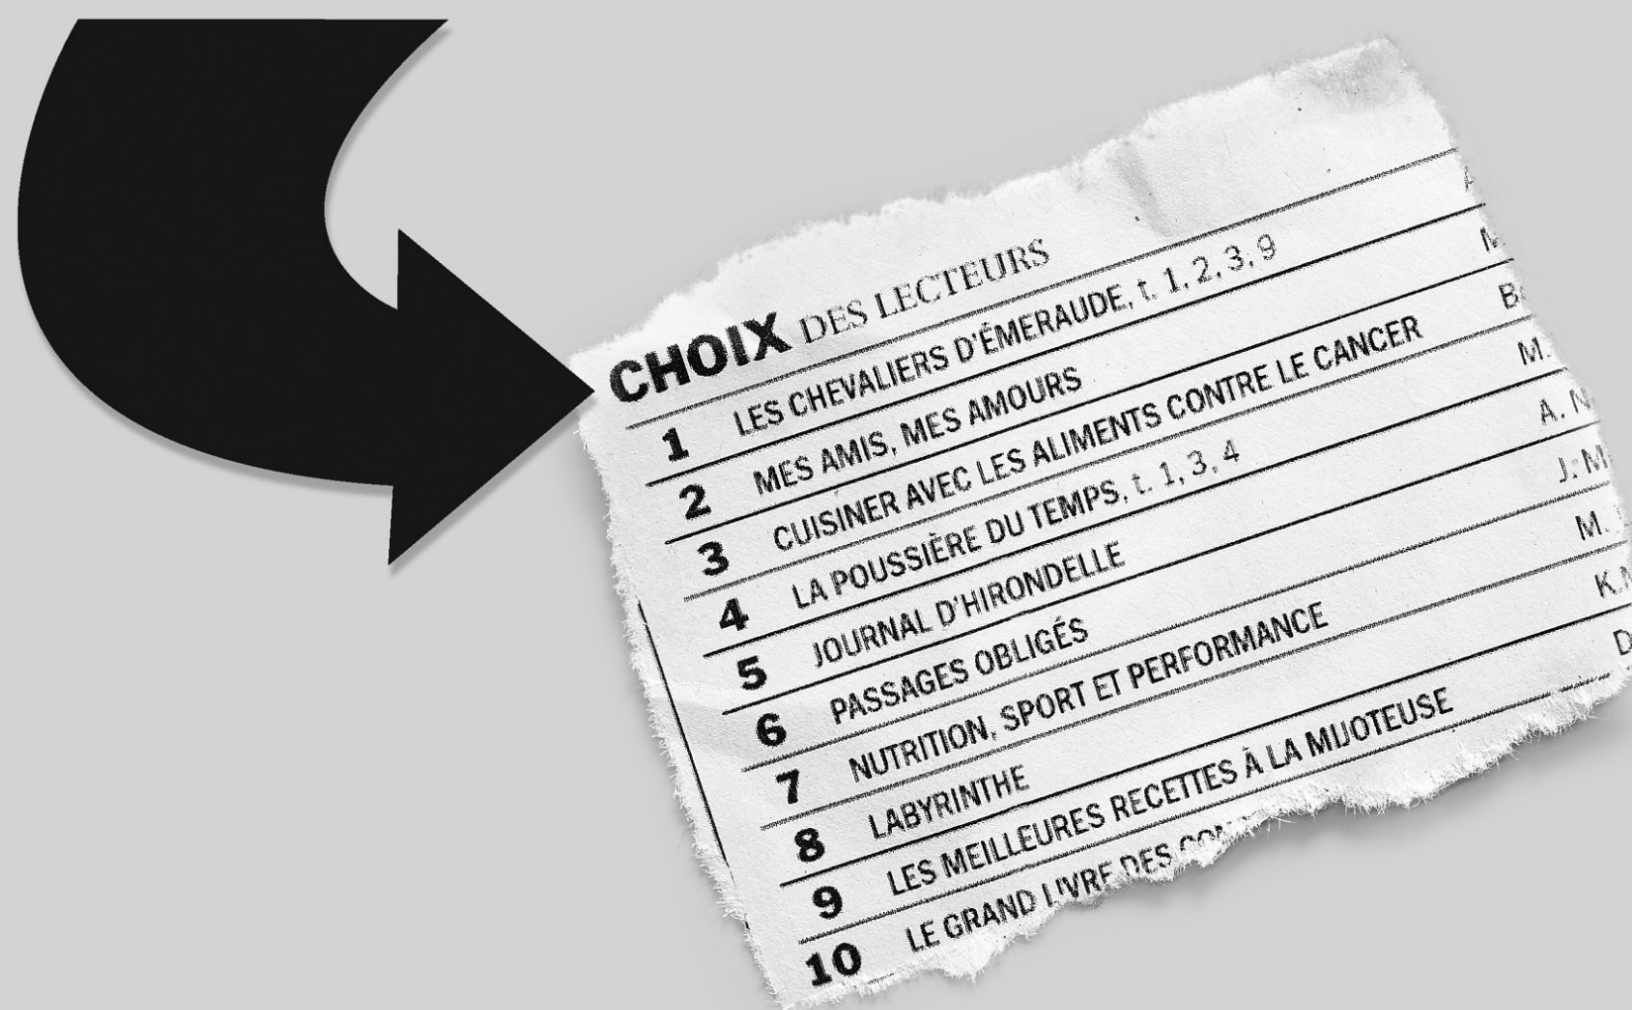 CHOIX DES LECTEURS
1 LES CHEVALIERS D'ÉMERAUDE, t. 1, 2, 3, 9
2 MES AMIS, MES AMOURS
3 CUISINER AVEC LES ALIMENTS CONTRE LE CANCER
4 LA POUSSIÈRE DU TEMPS, t. 1, 3, 4 M.
5 JOURNAL D'HIRONDELLE A. N
6 PASSAGES OBLIGÉS J.-M
7 NUTRITION, SPORT ET PERFORMANCE M.
8 LABYRINTHE K.
9 LES MEILLEURES RECETTES À LA MIJOTEUSE D
10 LE GRAND LIVRE DES